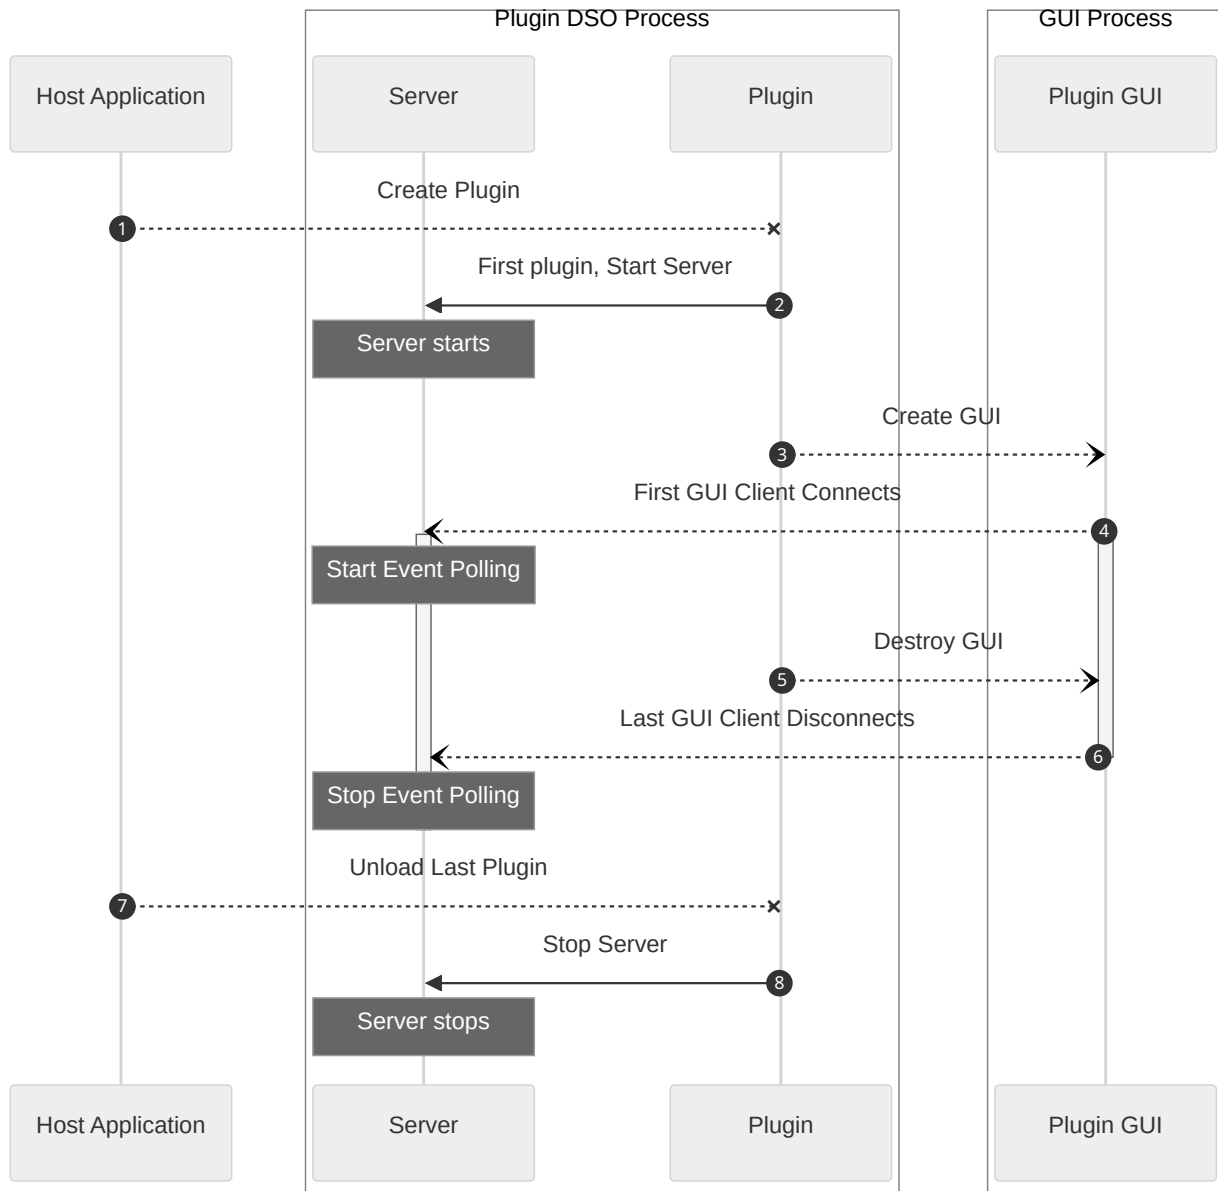 Plugin DSO Process
GUI Process
Host Application
Server
Plugin
Plugin GUI
Create Plugin
1
First plugin, Start Server
2
Server starts
Create GUI
3
First GUI Client Connects
4
Start Event Polling
Destroy GUI
5
Last GUI Client Disconnects
6
Stop Event Polling
Unload Last Plugin
7
Stop Server
8
Server stops
Host Application
Server
Plugin
Plugin GUI